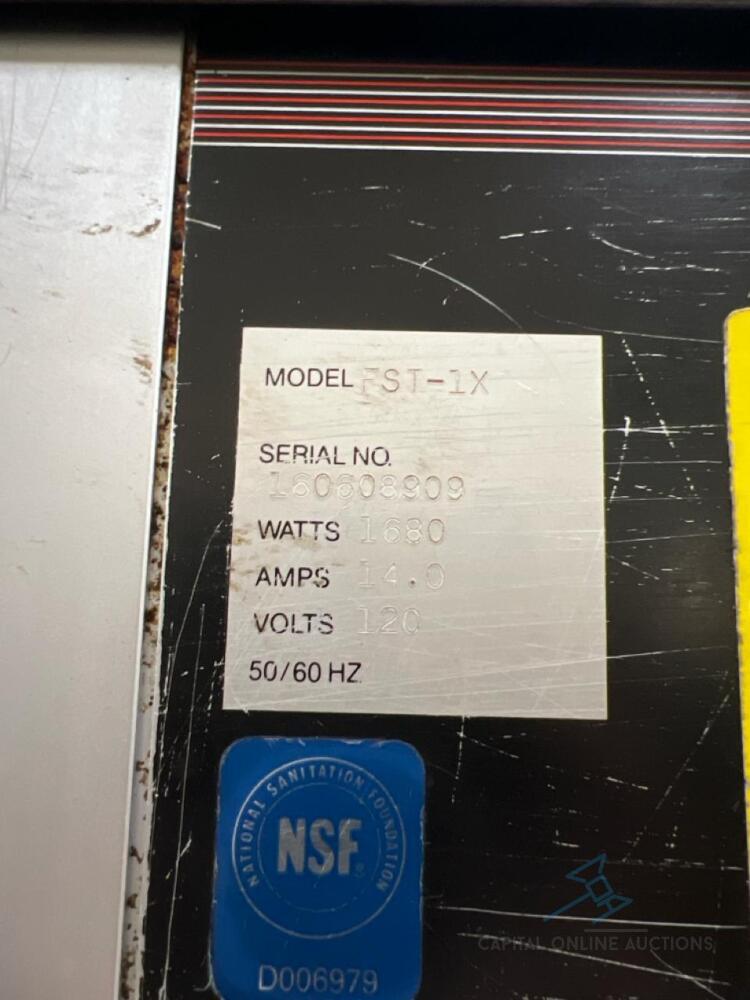 MODEL FST-1X
SERIAL NO.
160608909
WATTS 1680
AMPS 14.0
VOLTS 120
50/60 HZ
NATIONAL SANITATION FOUNDATION
NSF®
D006979
CAPITAL ONLINE AUCTIONS